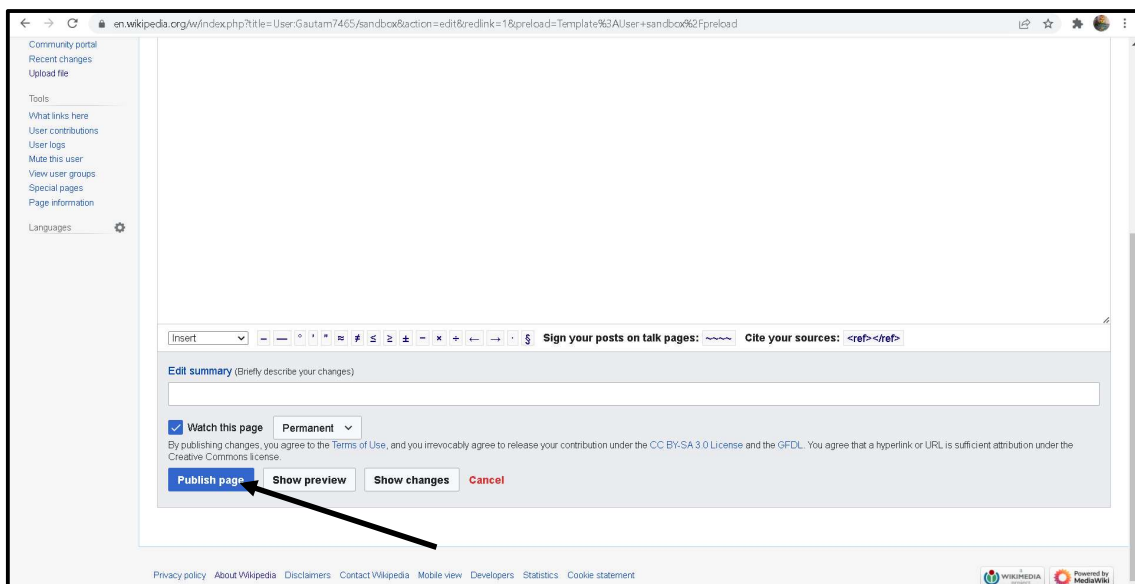 en.wikipedia.org/w/index.php?title=User:Gautam7465/sandbox&action=edit&redlink=1&preload=Template%3AUser+sandbox%2Fpreload
Community portal
Recent changes
Upload file
Tools
What links here
User contributions
User logs
Mute this user
View user groups
Special pages
Page information
Languages
Insert – — ° ′ ″ ≈ ≠ ≤ ≥ ± − × ÷ ← → · § Sign your posts on talk pages: ~~~~ Cite your sources: <ref></ref>
Edit summary (Briefly describe your changes)
Watch this page Permanent
By publishing changes, you agree to the Terms of Use, and you irrevocably agree to release your contribution under the CC BY-SA 3.0 License and the GFDL. You agree that a hyperlink or URL is sufficient attribution under the
Creative Commons license.
Publish page Show preview Show changes Cancel
Privacy policy About Wikipedia Disclaimers Contact Wikipedia Mobile view Developers Statistics Cookie statement
WIKIMEDIA
Powered by
MediaWiki